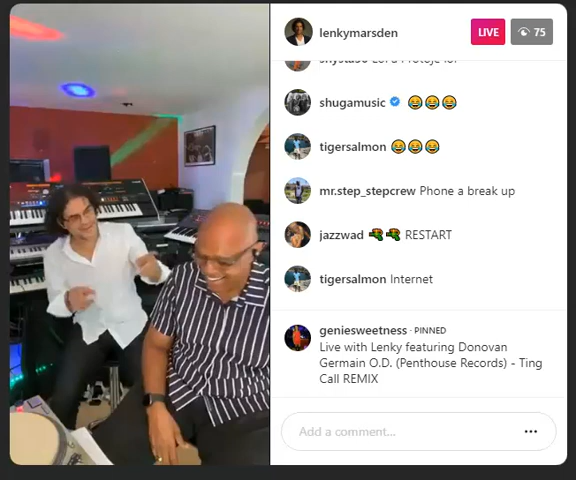 lenkymarsden
LIVE
75
shugamusic 😂😂😂
tigersalmon 😂😂😂
mr.step_stepcrew Phone a break up
jazzwad RESTART
tigersalmon Internet
geniesweetness · PINNED
Live with Lenky featuring Donovan
Germain O.D. (Penthouse Records) - Ting
Call REMIX
Add a comment...